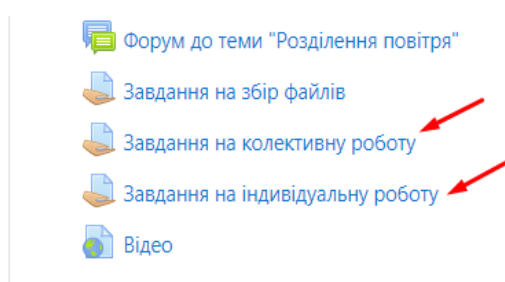 Форум до теми "Розділення повітря"
Завдання на збір файлів
Завдання на колективну роботу
Завдання на індивідуальну роботу
Відео